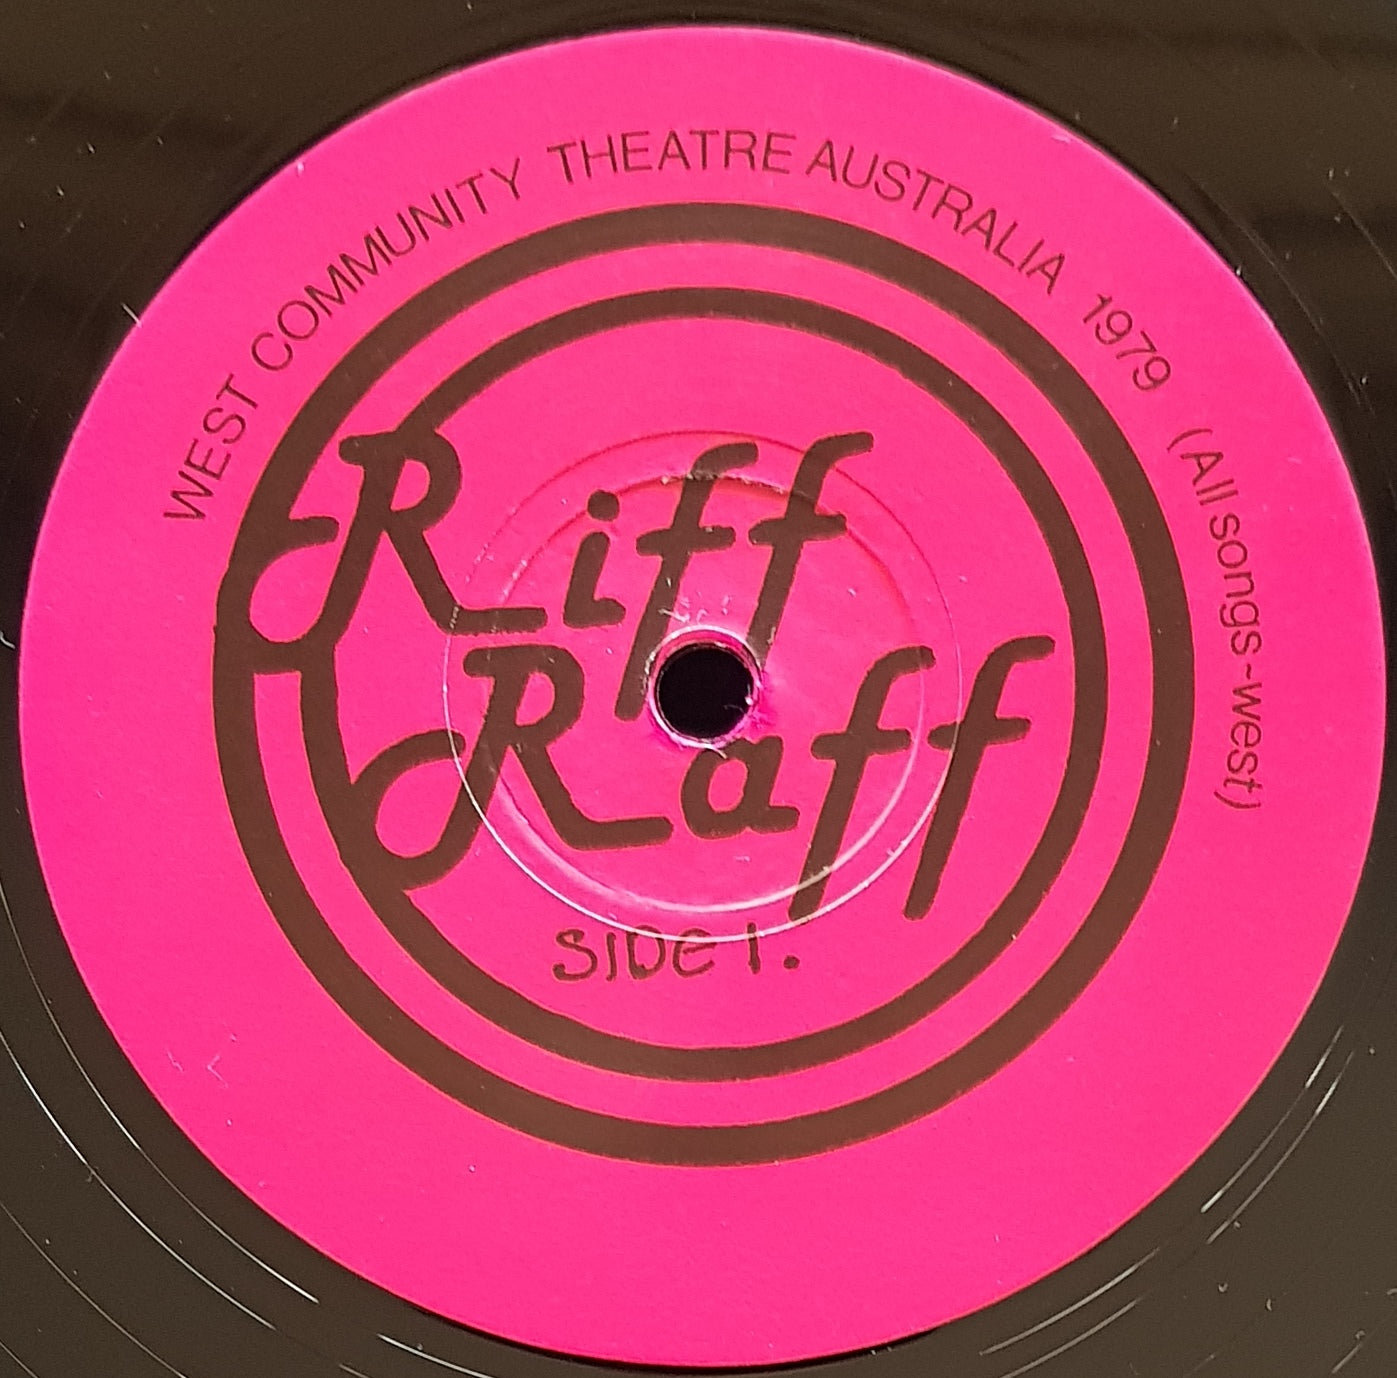 WEST COMMUNITY THEATRE AUSTRALIA 1979 (All songs~west)
Riff
Raff
SIDE 1.